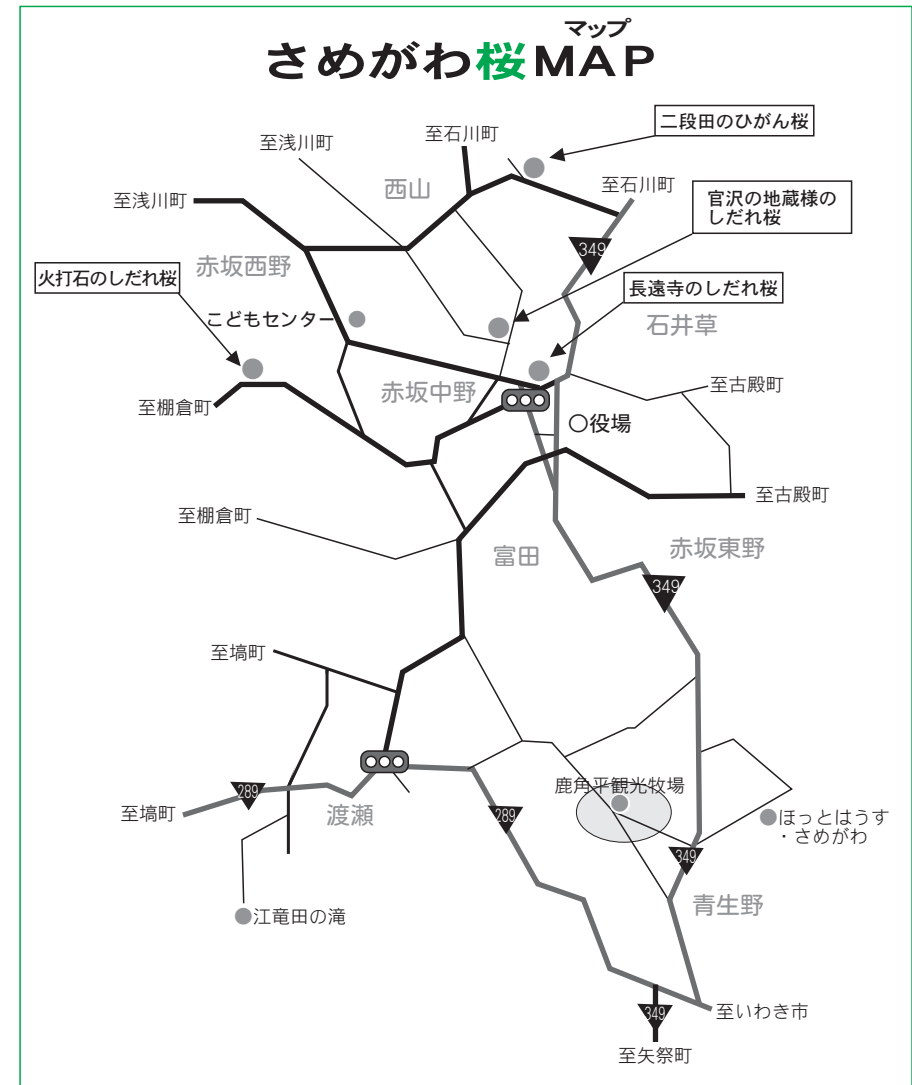 マップ
さめがわ桜MAP
二段田のひがん桜
至石川町
至浅川町
西山
至石川町
至浅川町
官沢の地蔵様の
しだれ桜
349
赤坂西野
火打石のしだれ桜
長遠寺のしだれ桜
こどもセンター
石井草
赤坂中野
至古殿町
至棚倉町
〇役場
至古殿町
至棚倉町
富田
赤坂東野
349
至塙町
鹿角平観光牧場
289
至塙町
渡瀬
289
ほっとはうす
・さめがわ
349
青生野
江竜田の滝
349
至いわき市
至矢祭町